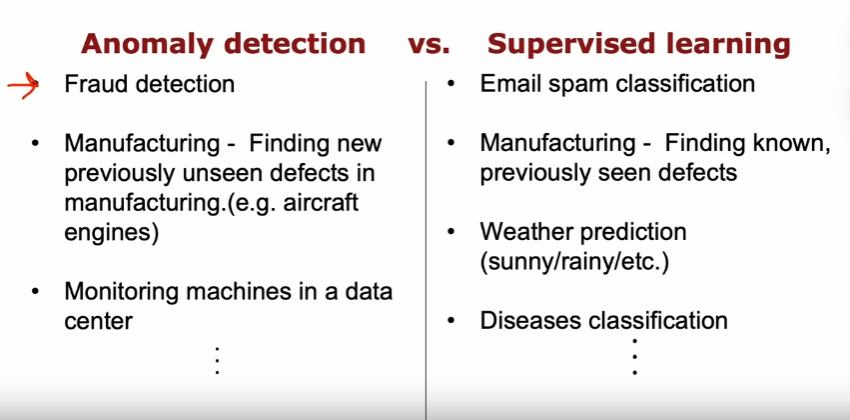 Anomaly detection vs. Supervised learning
• Fraud detection
• Manufacturing - Finding new
previously unseen defects in
manufacturing.(e.g. aircraft
engines)
• Monitoring machines in a data
center
• Email spam classification
• Manufacturing - Finding known,
previously seen defects
• Weather prediction
(sunny/rainy/etc.)
• Diseases classification